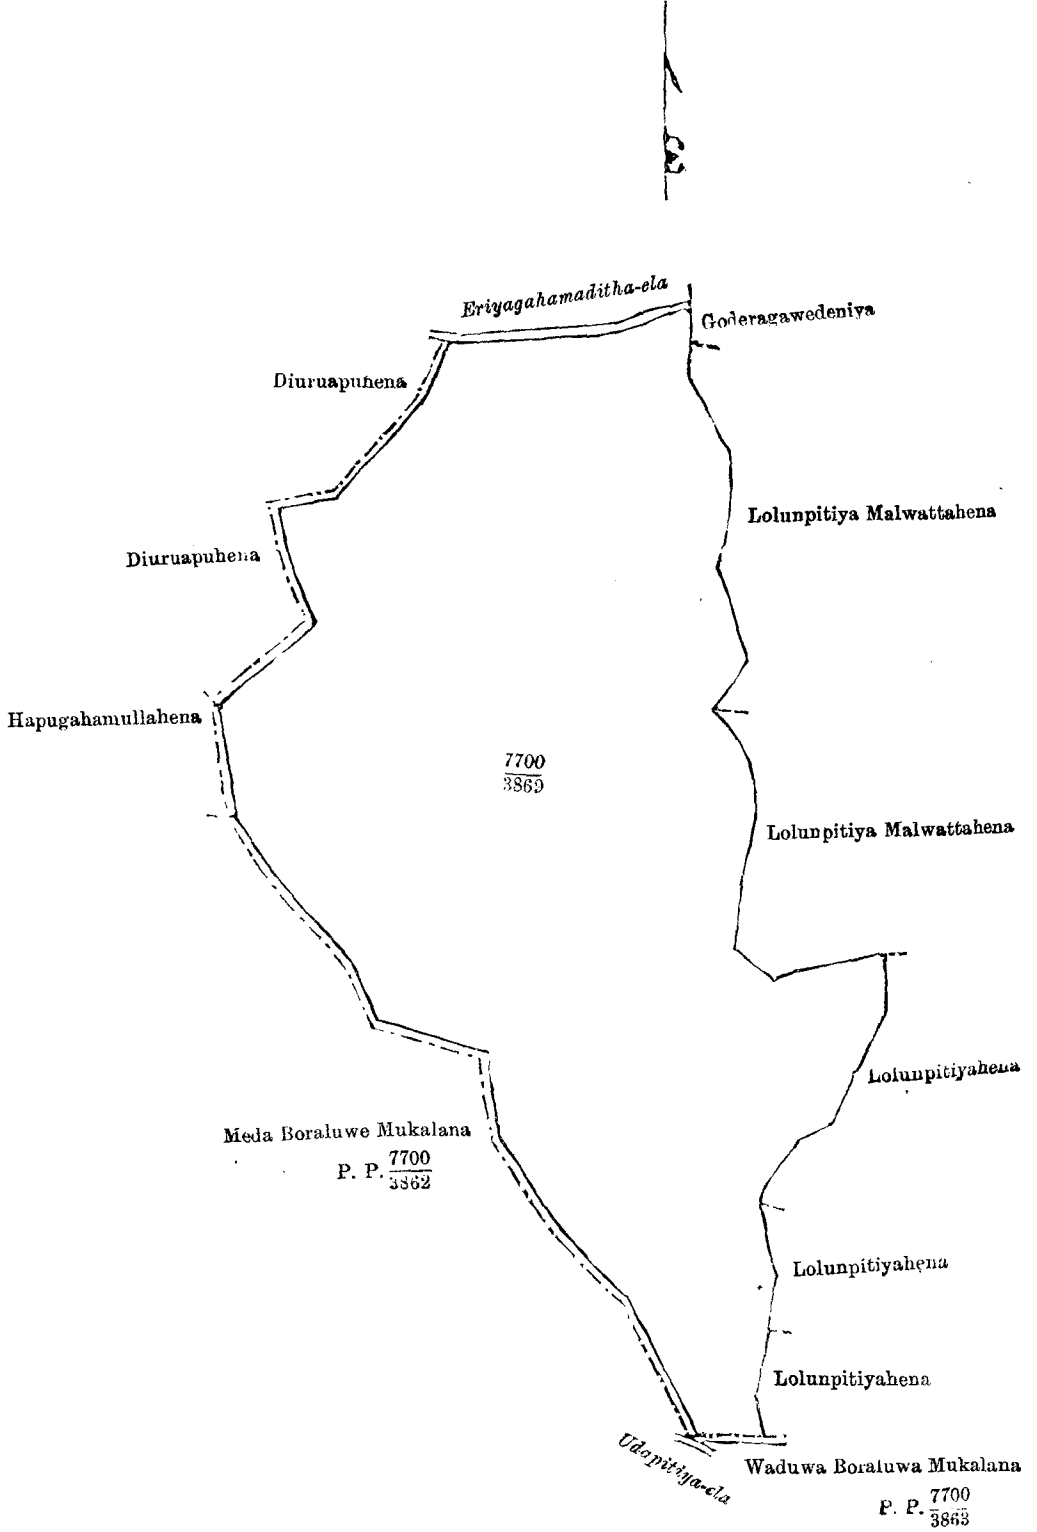 Eriyagahamaditha-ela
Goderagawedeniya
Diuruapuhena
Lolunpitiya Malwattahena
Diuruapuhena
Hapugahamullahena
7700
3869
Lolunpitiya Malwattahena
Lolunpitiyahena
Meda Boraluwe Mukalana
P. P. 7700
3862
Lolunpitiyahena
Lolunpitiyahena
Udapitiya-ela
Waduwa Boraluwa Mukalana
P. P. 7700
3863